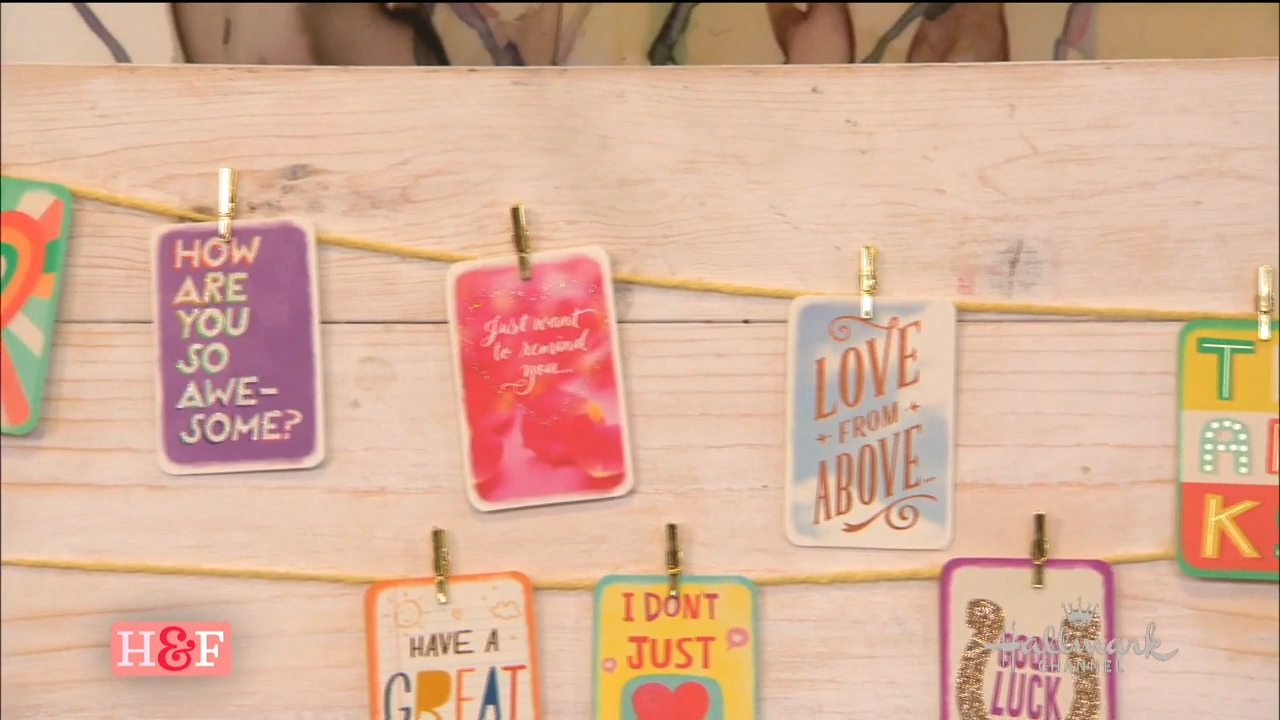 HOW
ARE
YOU
SO
AWE-
SOME?
Just want
to remind
you....
LOVE
FROM
ABOVE...
T
A
K
HAVE A
GREAT
I DONT
JUST
GOOD
LUCK
H&F
Hallmark
CHANNEL